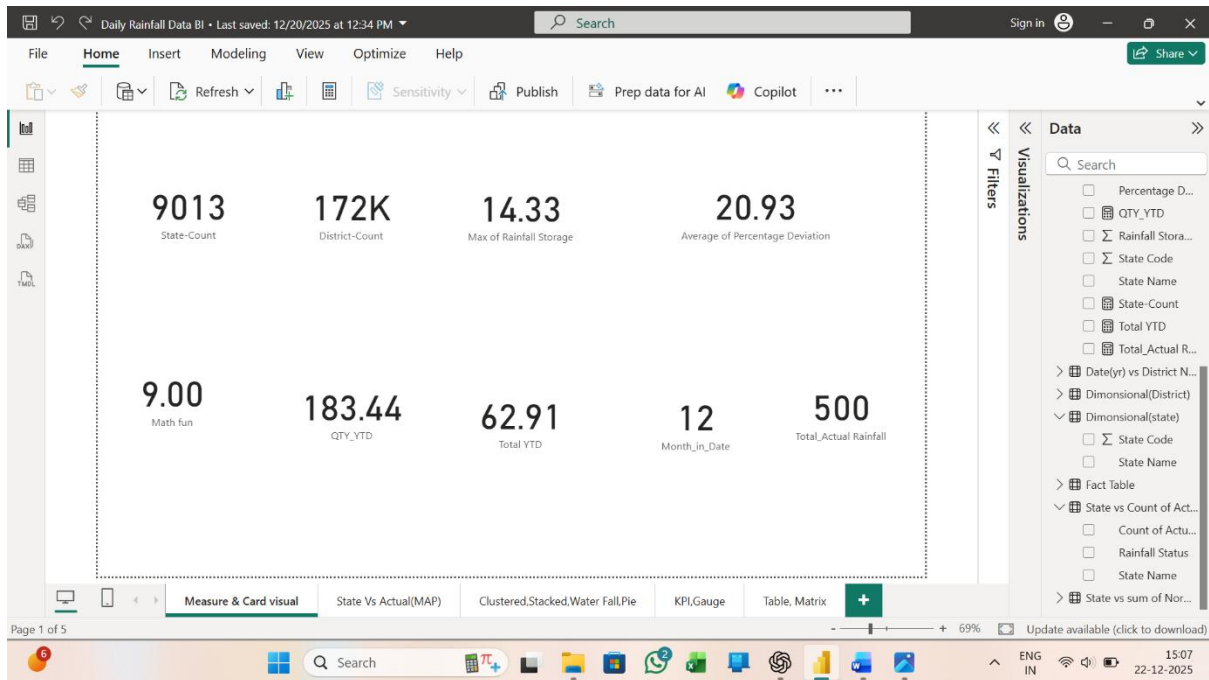 Daily Rainfall Data BI • Last saved: 12/20/2025 at 12:34 PM
Search
Sign in
File Home Insert Modeling View Optimize Help
Share
Refresh
Sensitivity
Publish
Prep data for AI
Copilot
9013
State-Count
172K
District-Count
14.33
Max of Rainfall Storage
20.93
Average of Percentage Deviation
9.00
Math fun
183.44
QTY_YTD
62.91
Total YTD
12
Month_in_Date
500
Total_Actual Rainfall
Filters
Visualizations
Data
Search
Percentage D...
QTY_YTD
Rainfall Stora...
State Code
State Name
State-Count
Total YTD
Total_Actual R...
Date(yr) vs District N...
Dimonsional(District)
Dimonsional(state)
State Code
State Name
Fact Table
State vs Count of Act...
Count of Actu...
Rainfall Status
State Name
State vs sum of Nor...
Measure & Card visual
State Vs Actual(MAP)
Clustered,Stacked,Water Fall,Pie
KPI,Gauge
Table, Matrix
Page 1 of 5
69%
Update available (click to download)
6
Search
2
ENG
IN
15:07
22-12-2025